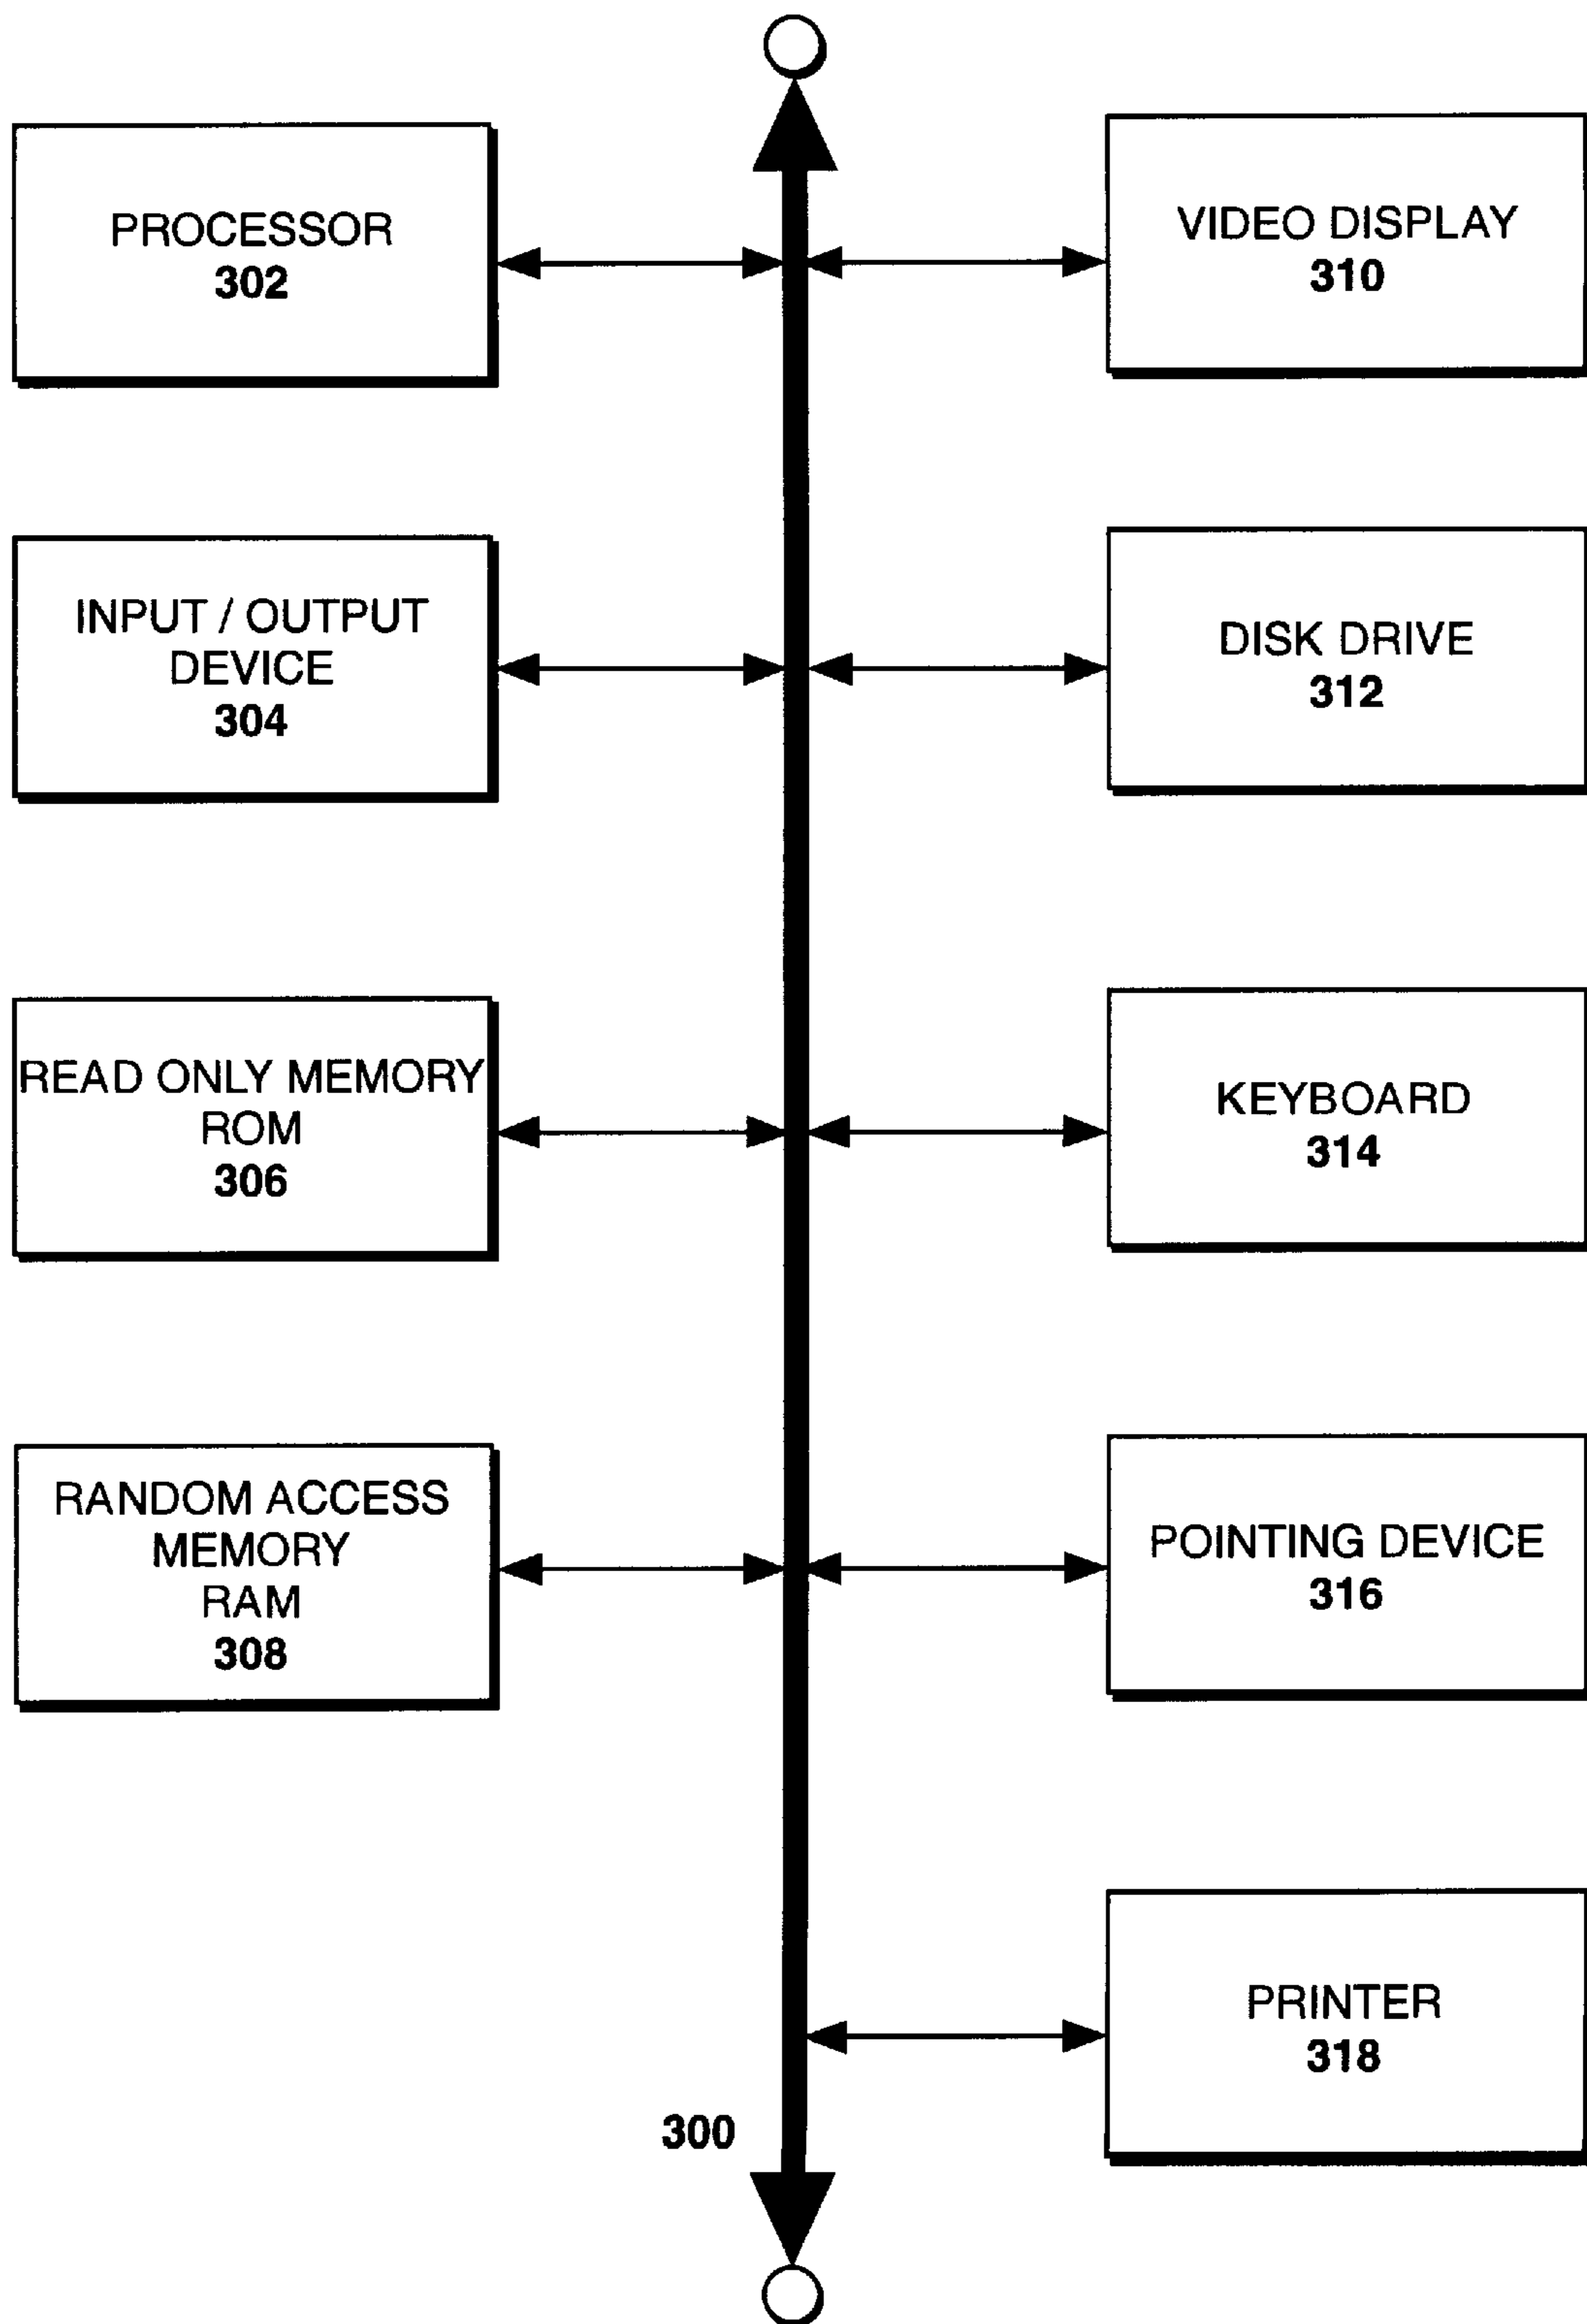 PROCESSOR
302
INPUT / OUTPUT
DEVICE
304
READ ONLY MEMORY
ROM
306
RANDOM ACCESS
MEMORY
RAM
308
VIDEO DISPLAY
310
DISK DRIVE
312
KEYBOARD
314
POINTING DEVICE
316
PRINTER
318
300